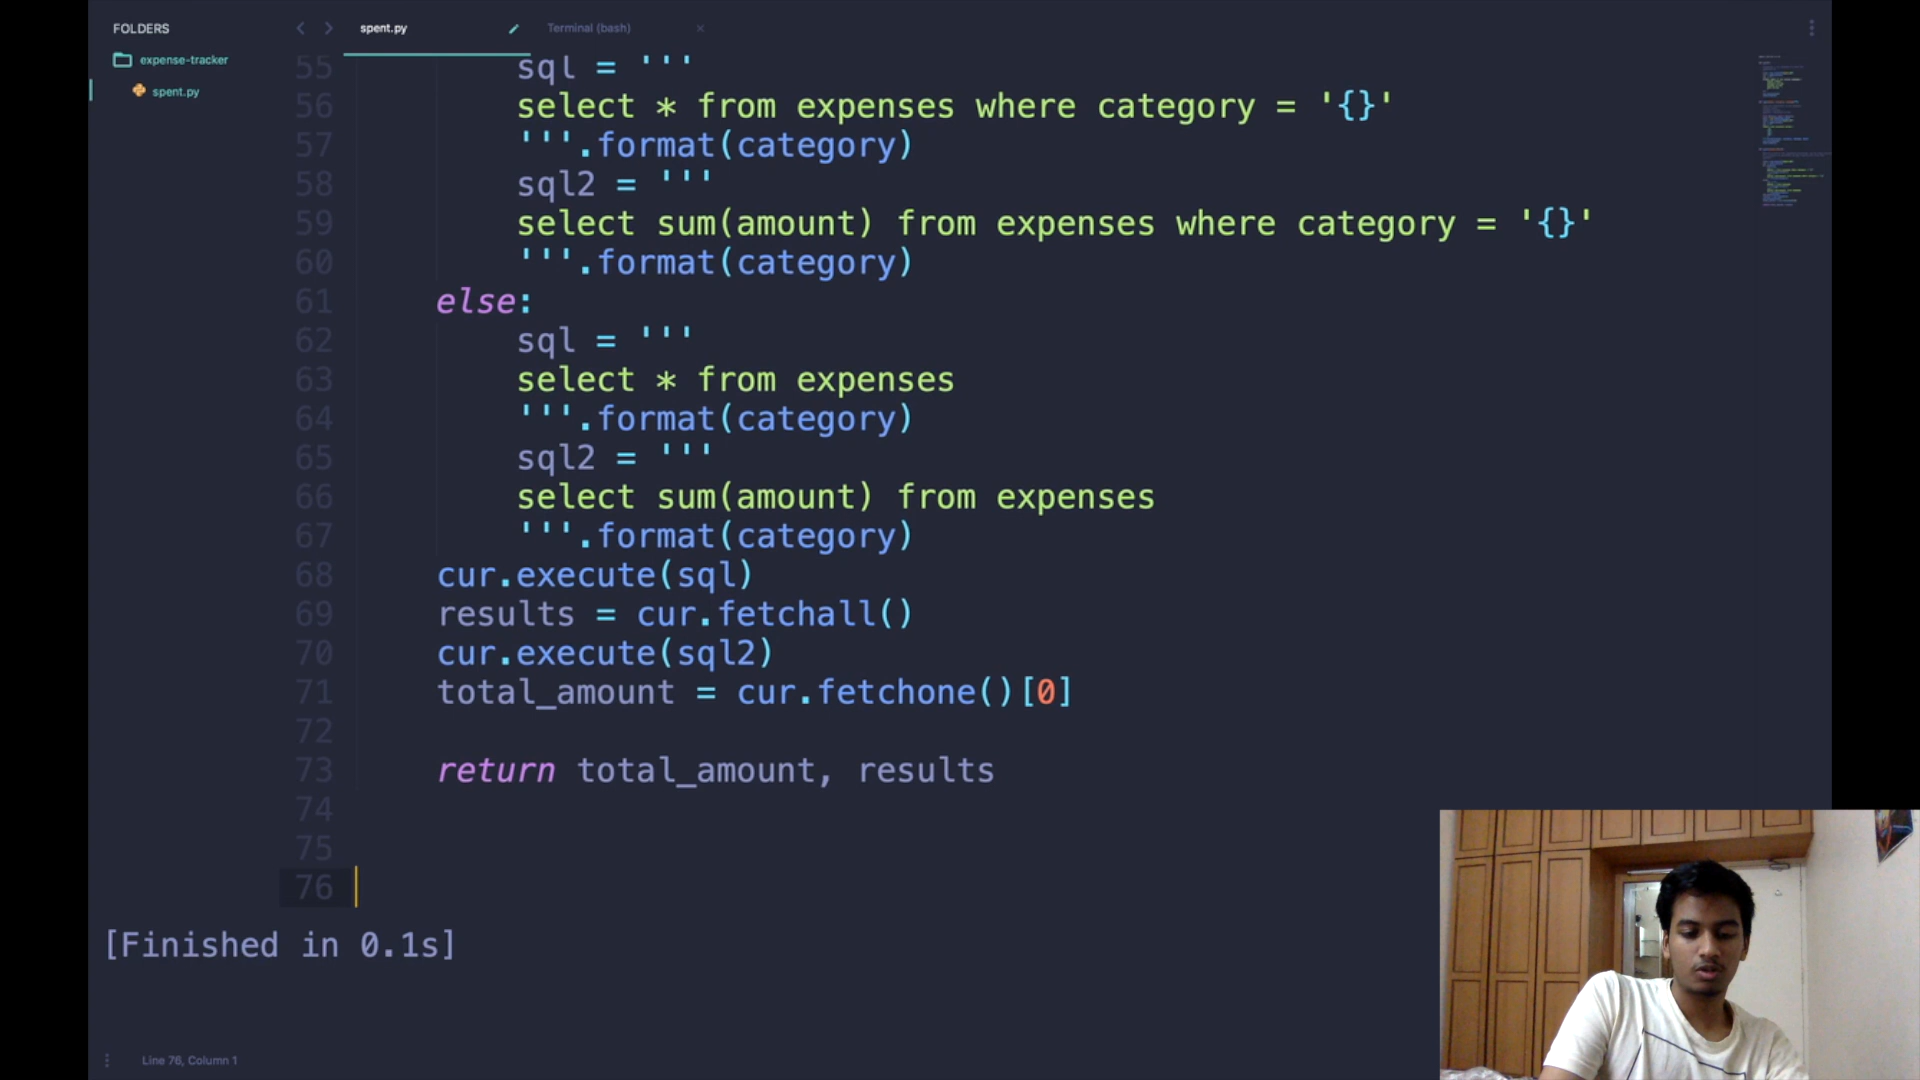 FOLDERS
expense-tracker
spent.py
spent.py
Terminal (bash)
55 sql = '''
56 select * from expenses where category = '{}'
57 '''.format(category)
58 sql2 = '''
59 select sum(amount) from expenses where category = '{}'
60 '''.format(category)
61 else:
62 sql = '''
63 select * from expenses
64 '''.format(category)
65 sql2 = '''
66 select sum(amount) from expenses
67 '''.format(category)
68 cur.execute(sql)
69 results = cur.fetchall()
70 cur.execute(sql2)
71 total_amount = cur.fetchone()[0]
72
73 return total_amount, results
74
75
76
[Finished in 0.1s]
Line 76, Column 1